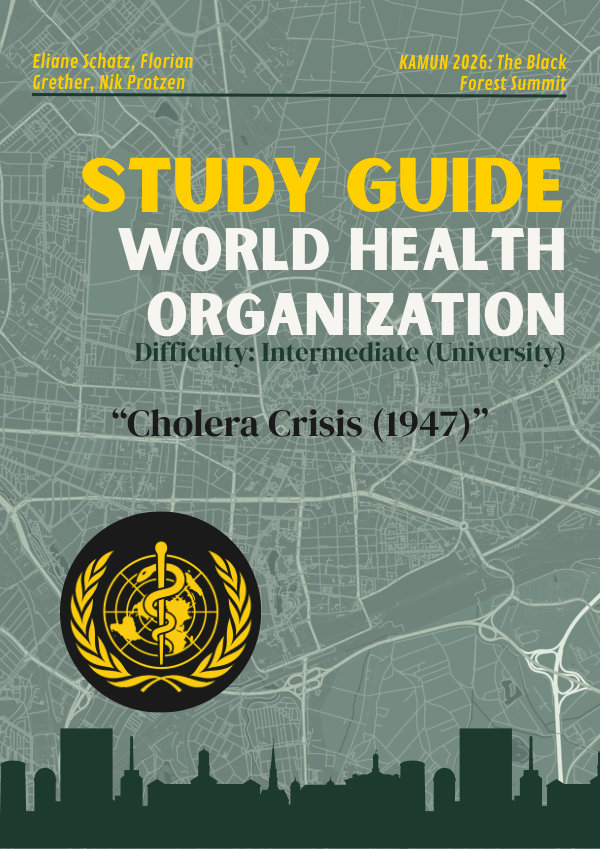 Eliane Schatz, Florian
Grether, Nik Protzen
KAMUN 2026: The Black
Forest Summit
STUDY GUIDE
WORLD HEALTH
ORGANIZATION
Difficulty: Intermediate (University)
“Cholera Crisis (1947)”